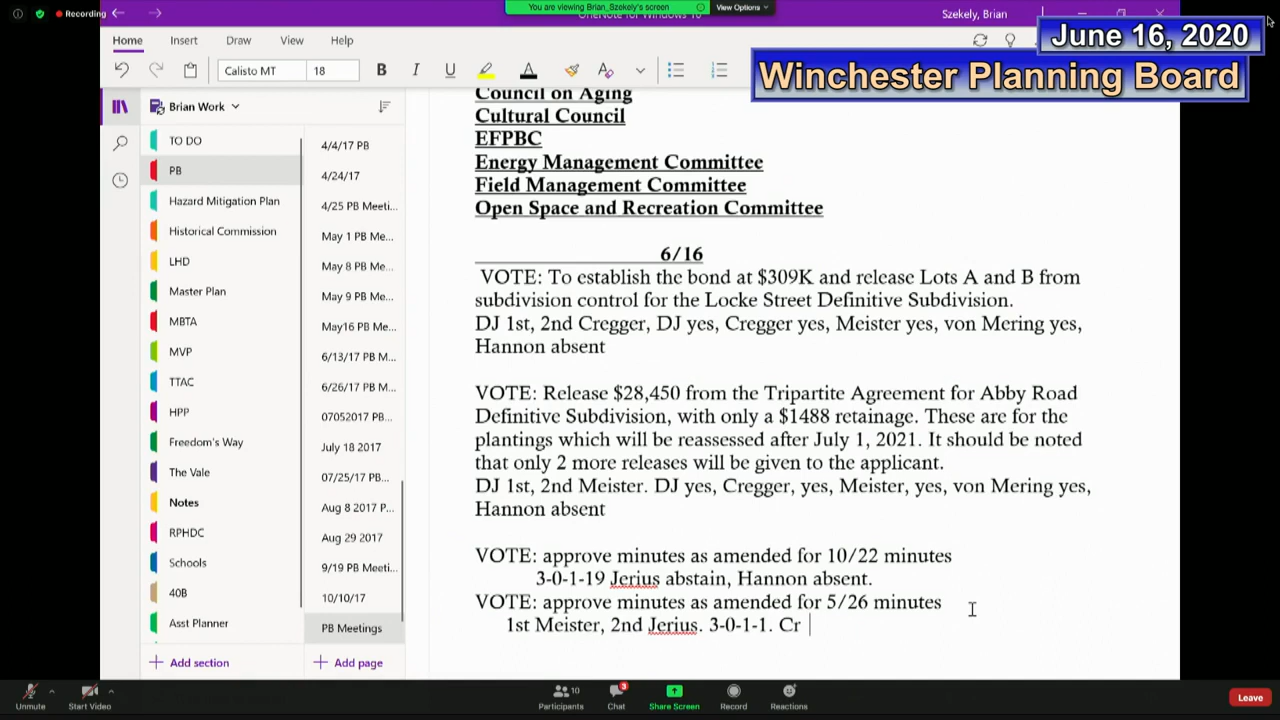 Recording
You are viewing Brian_Szekely's screen
View Options
Szekely, Brian
June 16, 2020
Winchester Planning Board
Home
Insert
Draw
View
Help
Calisto MT
18
B
I
U
A
Brian Work
TO DO
PB
Hazard Mitigation Plan
Historical Commission
LHD
Master Plan
MBTA
MVP
TTAC
HPP
Freedom's Way
The Vale
Notes
RPHDC
Schools
40B
Asst Planner
Add section
4/4/17 PB
4/24/17
4/25 PB Meeti...
May 1 PB Me...
May 8 PB Me...
May 9 PB Me...
May16 PB Me...
6/13/17 PB M...
6/26/17 PB M...
07052017 PB...
July 18 2017
07/25/17 PB...
Aug 8 2017 P...
Aug 29 2017
9/19 PB Meeti...
10/10/17
PB Meetings
Add page
Council on Aging
Cultural Council
EFPBC
Energy Management Committee
Field Management Committee
Open Space and Recreation Committee
6/16
VOTE: To establish the bond at $309K and release Lots A and B from
subdivision control for the Locke Street Definitive Subdivision.
DJ 1st, 2nd Cregger, DJ yes, Cregger yes, Meister yes, von Mering yes,
Hannon absent
VOTE: Release $28,450 from the Tripartite Agreement for Abby Road
Definitive Subdivision, with only a $1488 retainage. These are for the
plantings which will be reassessed after July 1, 2021. It should be noted
that only 2 more releases will be given to the applicant.
DJ 1st, 2nd Meister. DJ yes, Cregger, yes, Meister, yes, von Mering yes,
Hannon absent
VOTE: approve minutes as amended for 10/22 minutes
3-0-1-19 Jerius abstain, Hannon absent.
VOTE: approve minutes as amended for 5/26 minutes
1st Meister, 2nd Jerius. 3-0-1-1. Cr
Unmute
Start Video
10
Participants
3
Chat
Share Screen
Record
Reactions
Leave